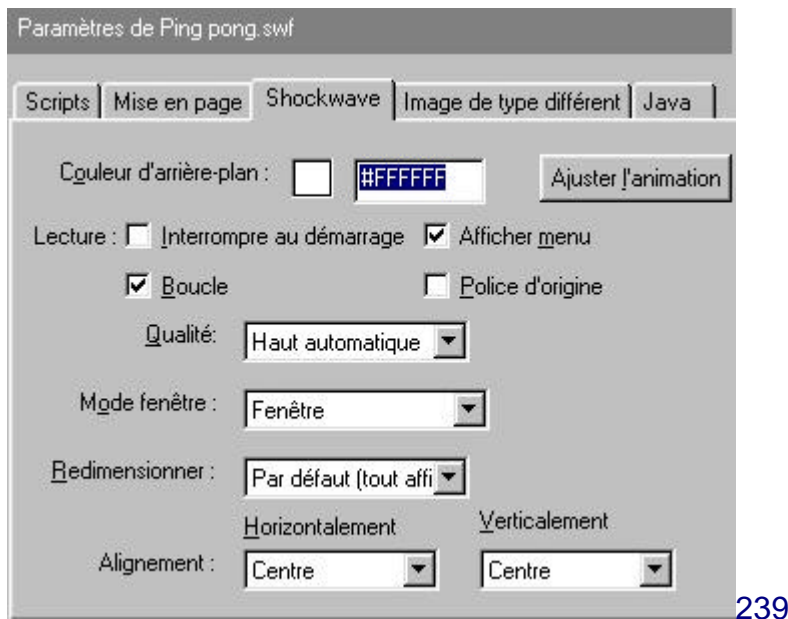 Paramètres de Ping pong.swf
Scripts Mise en page Shockwave Image de type différent Java
Couleur d'arrière-plan : #FFFFFF Ajuster l'animation
Lecture : Interrompre au démarrage Afficher menu
Boucle Police d'origine
Qualité: Haut automatique
Mode fenêtre : Fenêtre
Redimensionner : Par défaut (tout affi
Horizontalement Verticalement
Alignement : Centre Centre
239